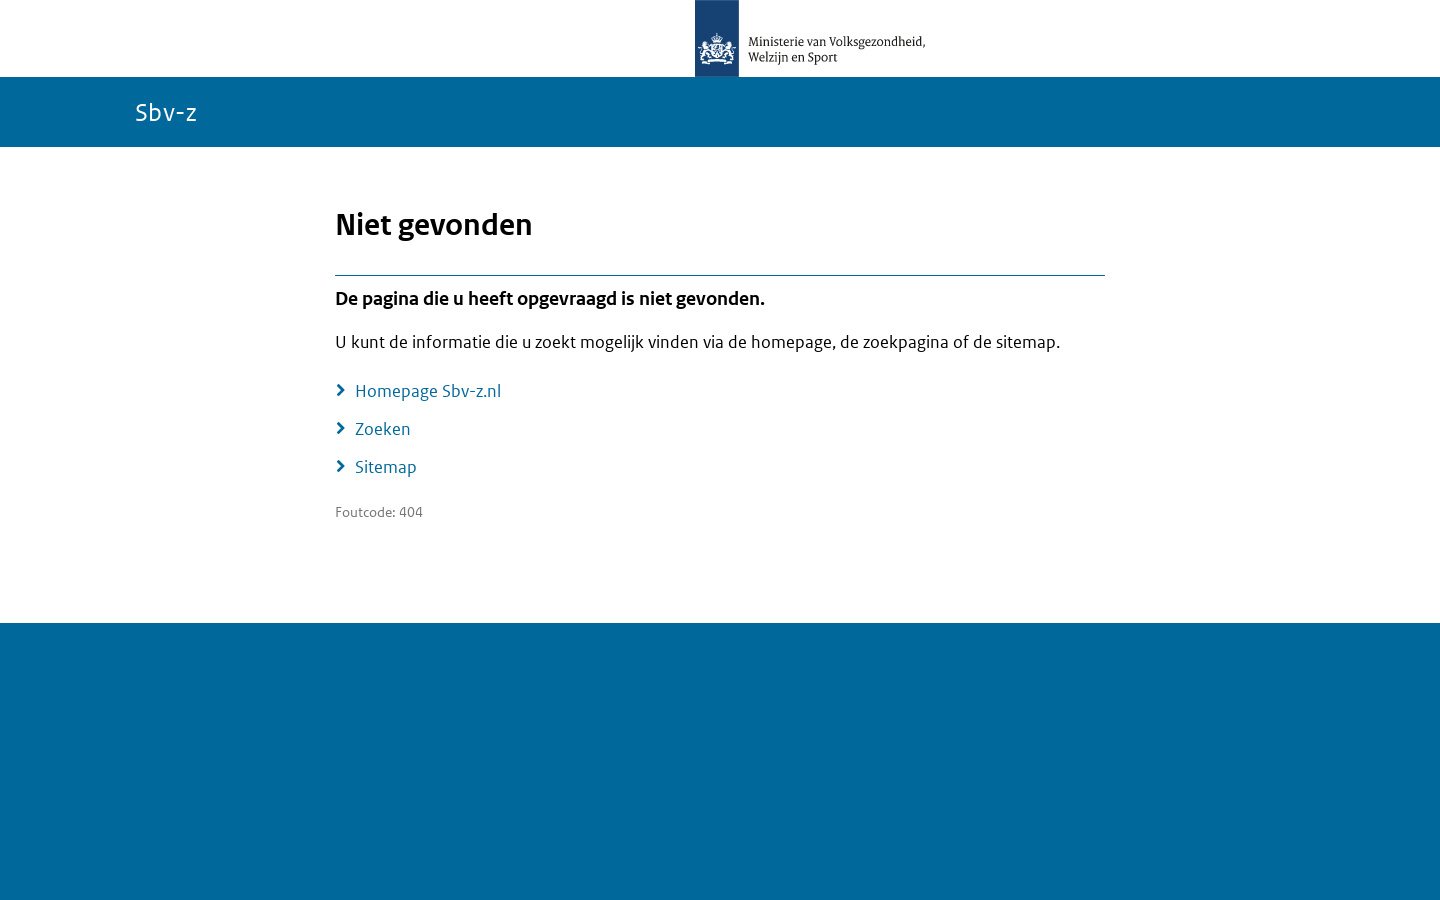 Ministerie van Volksgezondheid,
Welzijn en Sport
Sbv-z
Niet gevonden
De pagina die u heeft opgevraagd is niet gevonden.
U kunt de informatie die u zoekt mogelijk vinden via de homepage, de zoekpagina of de sitemap.
Homepage Sbv-z.nl
Zoeken
Sitemap
Foutcode: 404